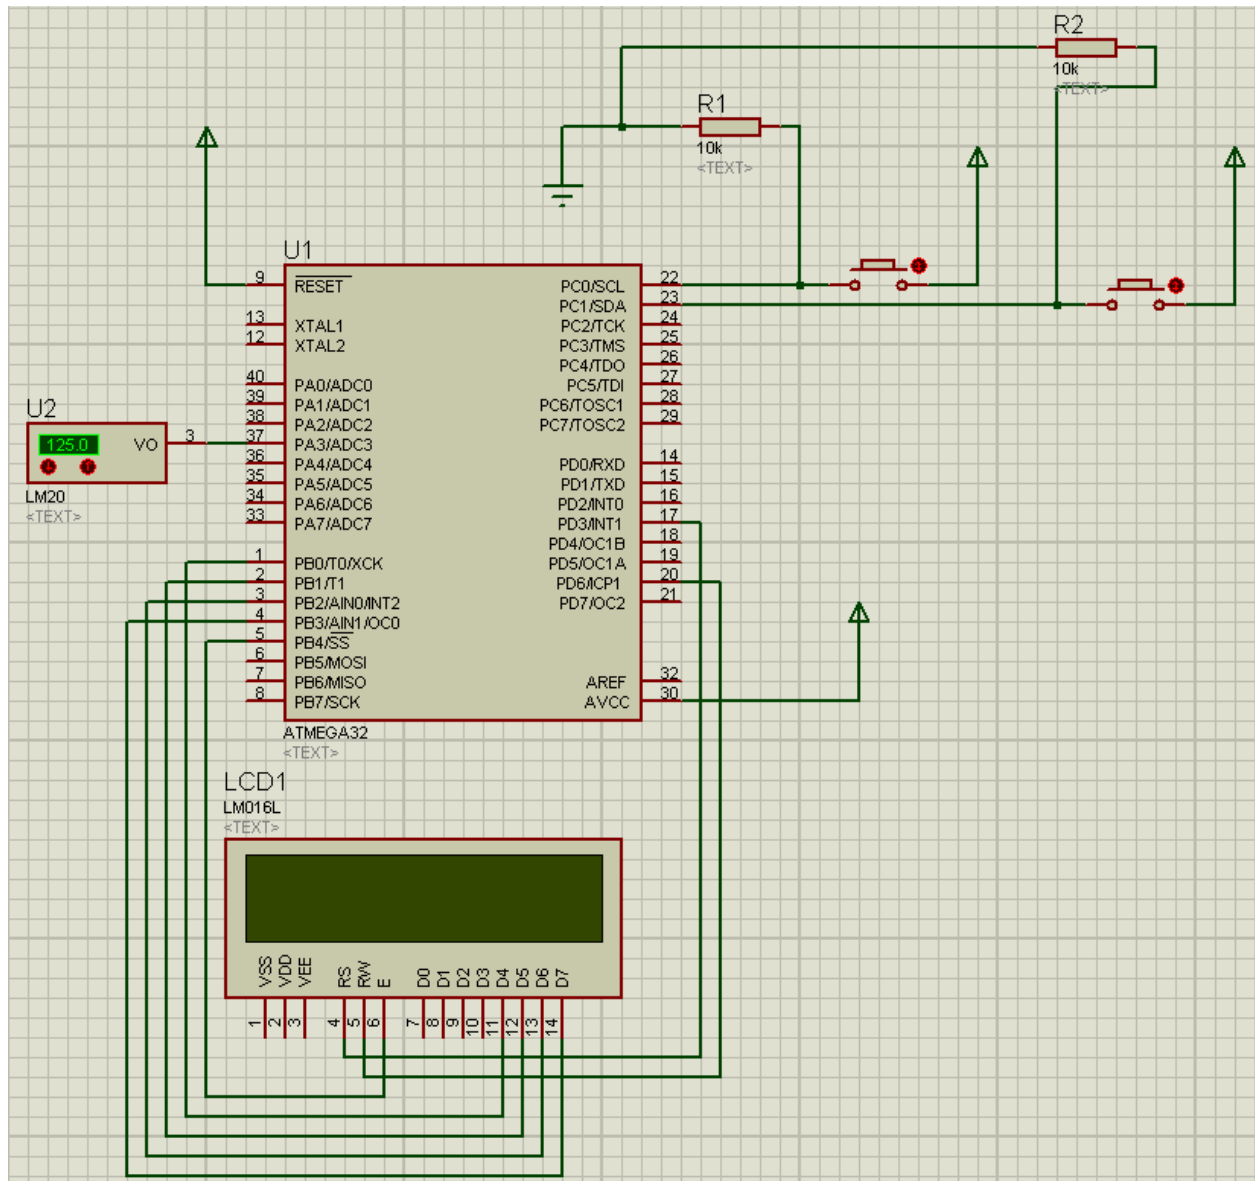 R2
10k
<TEXT>
R1
10k
<TEXT>
U1
9
RESET
13
XTAL1
12
XTAL2
40
PA0/ADC0
39
PA1/ADC1
38
PA2/ADC2
37
PA3/ADC3
36
PA4/ADC4
35
PA5/ADC5
34
PA6/ADC6
33
PA7/ADC7
1
PB0/T0/XCK
2
PB1/T1
3
PB2/AIN0/INT2
4
PB3/AIN1/OC0
5
PB4/SS
6
PB5/MOSI
7
PB6/MISO
8
PB7/SCK
22
PC0/SCL
23
PC1/SDA
24
PC2/TCK
25
PC3/TMS
26
PC4/TDO
27
PC5/TDI
28
PC6/TOSC1
29
PC7/TOSC2
14
PD0/RXD
15
PD1/TXD
16
PD2/INT0
17
PD3/INT1
18
PD4/OC1B
19
PD5/OC1A
20
PD6/ICP1
21
PD7/OC2
32
AREF
30
AVCC
ATMEGA32
<TEXT>
U2
125.0
VO
3
LM20
<TEXT>
LCD1
LM016L
<TEXT>
VSS
VDD
VEE
RS
RW
E
D0
D1
D2
D3
D4
D5
D6
D7
1
2
3
4
5
6
7
8
9
10
11
12
13
14